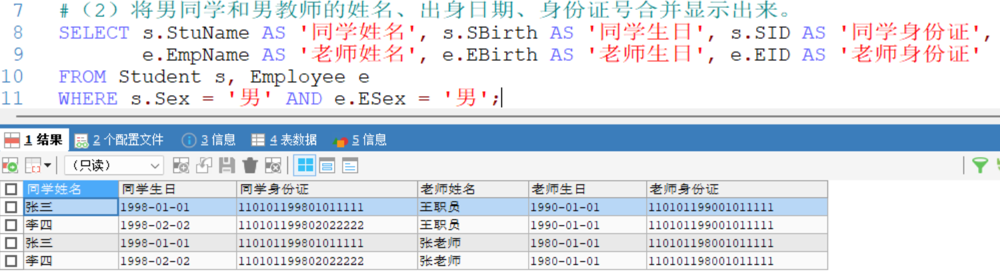 7 #（2）将男同学和男教师的姓名、出身日期、身份证号合并显示出来。
8 SELECT s.StuName AS '同学姓名', s.SBirth AS '同学生日', s.SID AS '同学身份证',
9 e.EmpName AS '老师姓名', e.EBirth AS '老师生日', e.EID AS '老师身份证'
10 FROM Student s, Employee e
11 WHERE s.Sex = '男' AND e.ESex = '男';
1 结果 2 个配置文件 3 信息 4 表数据 5 信息
（只读）
同学姓名 同学生日 同学身份证 老师姓名 老师生日 老师身份证
张三 1998-01-01 110101199801011111 王职员 1990-01-01 110101199001011111
李四 1998-02-02 110101199802022222 王职员 1990-01-01 110101199001011111
张三 1998-01-01 110101199801011111 张老师 1980-01-01 110101198001011111
李四 1998-02-02 110101199802022222 张老师 1980-01-01 110101198001011111